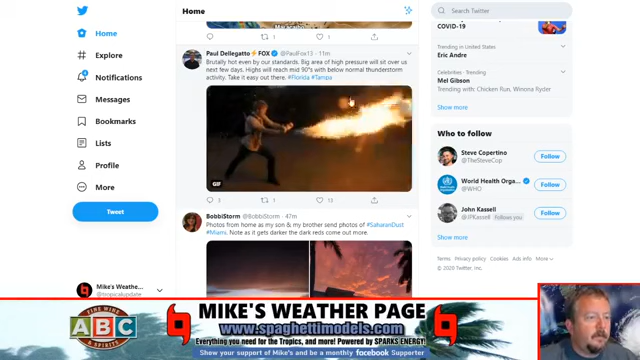 Home
Home
Explore
Notifications
Messages
Bookmarks
Lists
Profile
More
Tweet
Mike's Weathe...
@tropicalupdate
1
1
Paul Dellegatto⚡FOX @PaulFox13 · 11m
Brutally hot even by our standards. Big area of high pressure will sit over us
next few days. Highs will reach mid 90's with below normal thunderstorm
activity. Take it easy out there. #Florida #Tampa
GIF
3
1
13
BobbiStorm @BobbiStorm · 47m
Photos from home as my son & my brother send photos of #SaharanDust
#Miami. Note as it gets darker the dark reds come out more.
Search Twitter
COVID-19
Trending in United States
Eric Andre
Celebrities · Trending
Mel Gibson
Trending with: Chicken Run, Winona Ryder
Show more
Who to follow
Steve Copertino
@TheSteveCop
Follow
World Health Orga...
@WHO
Follow
John Kassell
@JPKassell Follows you
Follow
Show more
Terms Privacy policy Cookies Ads info More
© 2020 Twitter, Inc.
FINE WINE
ABC
& SPIRITS
MIKE'S WEATHER PAGE
www.spaghettimodels.com
Everything you need for the Tropics, and more! Powered by SPARKS ENERGY!
Show your support of Mike's and be a monthly facebook Supporter